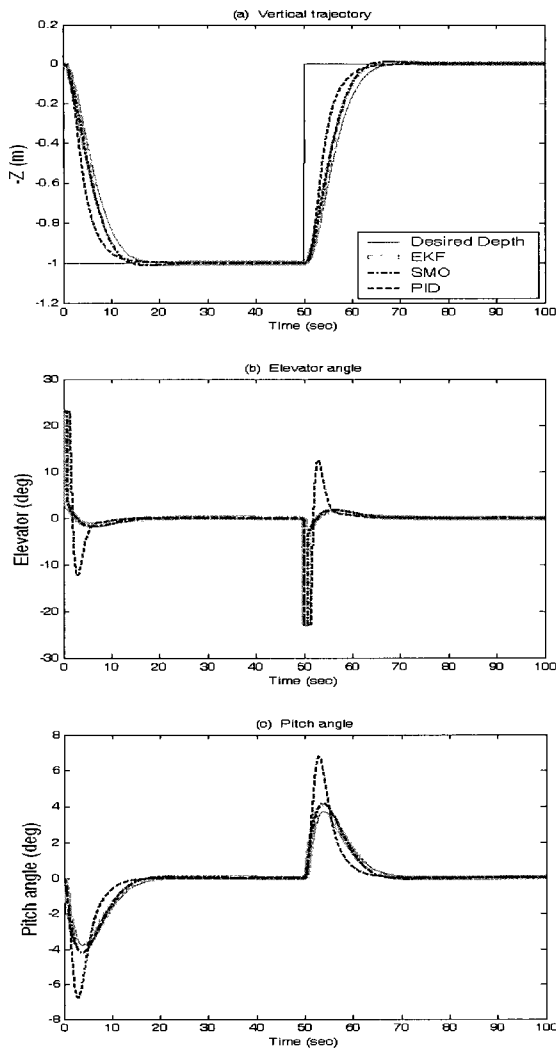 (a) Vertical trajectory
0.2
0
-0.2
-0.4
-0.6
-0.8
-1
-1.2
-Z (m)
0 10 20 30 40 50 60 70 80 90 100
Time (sec)
Desired Depth
EKF
SMO
PID
(b) Elevator angle
30
20
10
0
-10
-20
-30
Elevator (deg)
0 10 20 30 40 50 60 70 80 90 100
Time (sec)
(c) Pitch angle
8
6
4
2
0
-2
-4
-6
-8
Pitch angle (deg)
0 10 20 30 40 50 60 70 80 90 100
Time (sec)